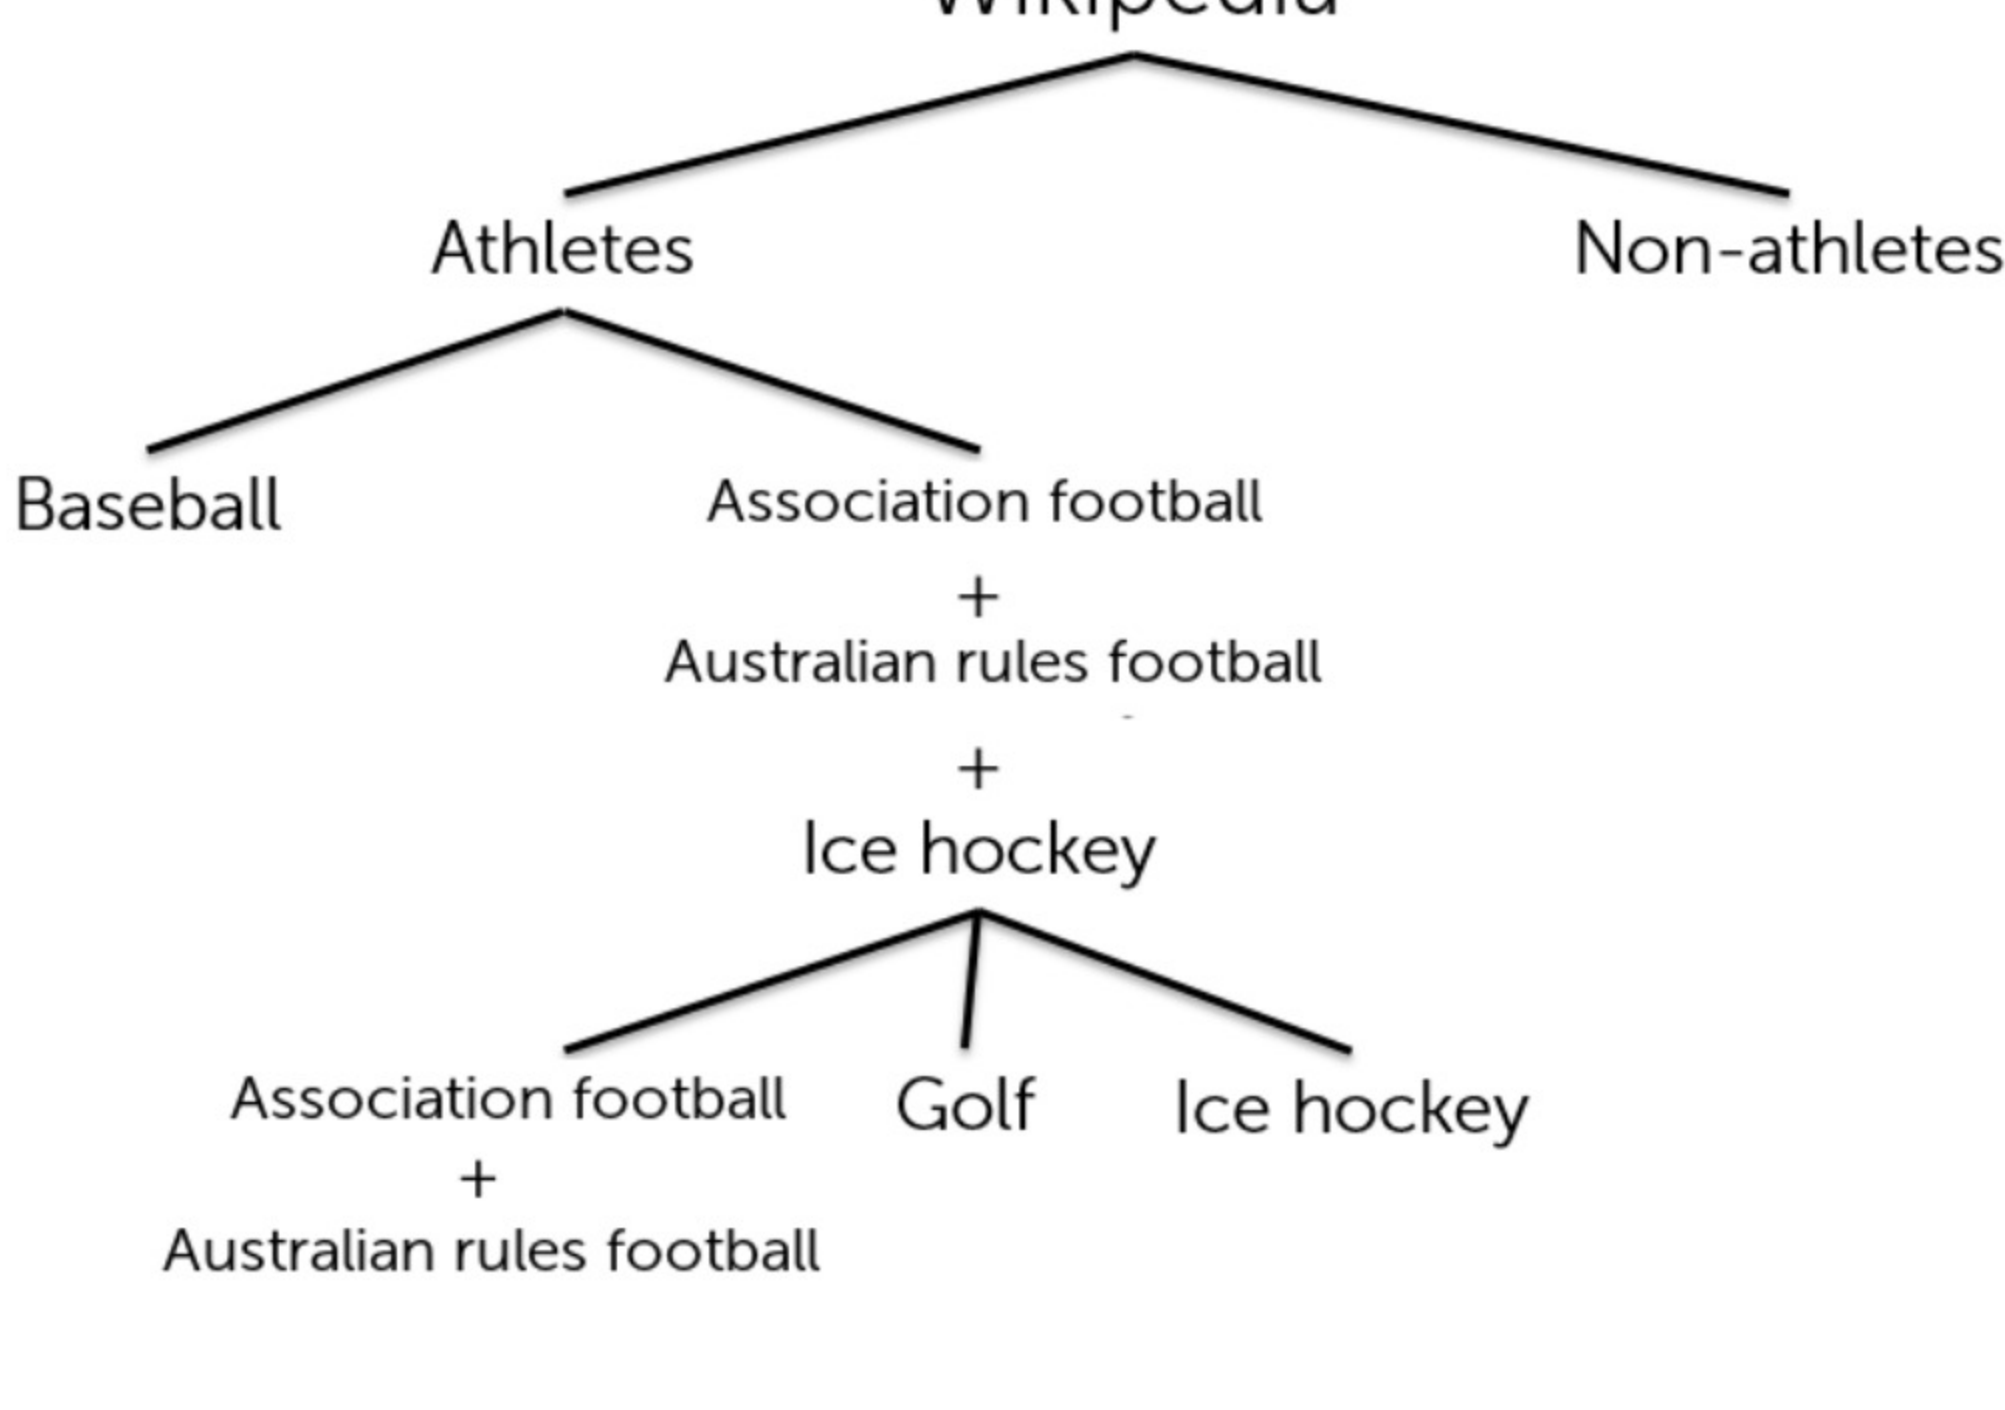 Wikipedia
Athletes
Non-athletes
Baseball
Association football
+
Australian rules football
+
Ice hockey
Association football
+
Australian rules football
Golf
Ice hockey